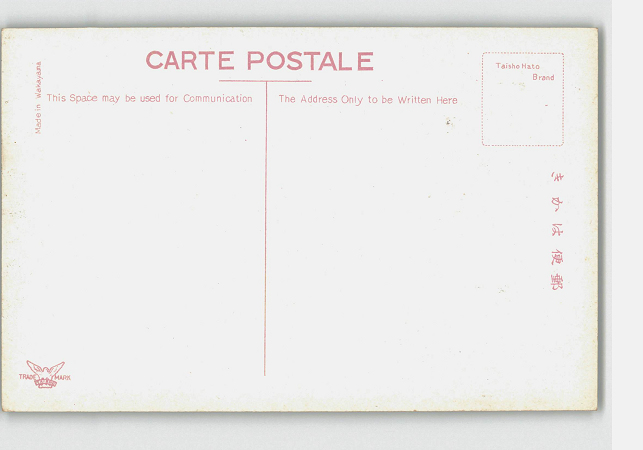 CARTE POSTALE
Made in Wakayama
This Space may be used for Communication
The Address Only to be Written Here
Taisho Hato
Brand
きかは便郵
TRADE MARK